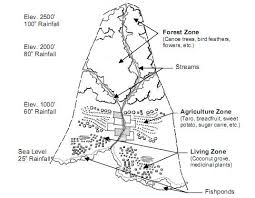 Elev. 2500'
100" Rainfall
Forest Zone
(Canoe trees, bird feathers,
flowers, etc.)
Elev. 2000'
80" Rainfall
Streams
Elev. 1000'
60" Rainfall
Agriculture Zone
(Taro, breadfruit, sweet
potato, sugar cane, etc.)
Sea Level
25" Rainfall
Living Zone
(Coconut grove,
medicinal plants)
Fishponds